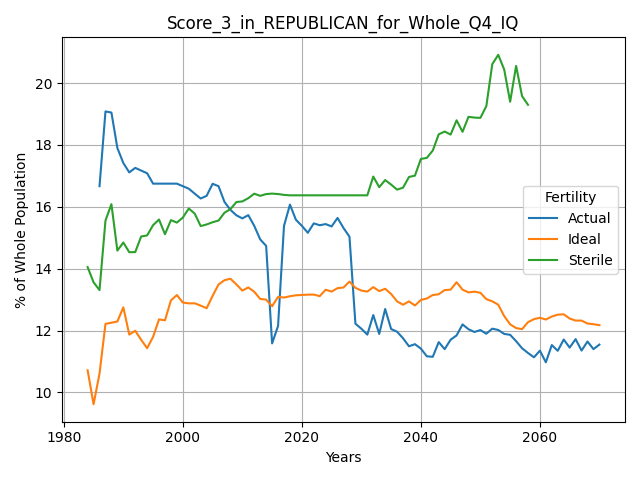 Score_3_in_REPUBLICAN_for_Whole_Q4_IQ
% of Whole Population
20
18
16
14
12
10
1980
2000
2020
2040
2060
Years
Fertility
Actual
Ideal
Sterile